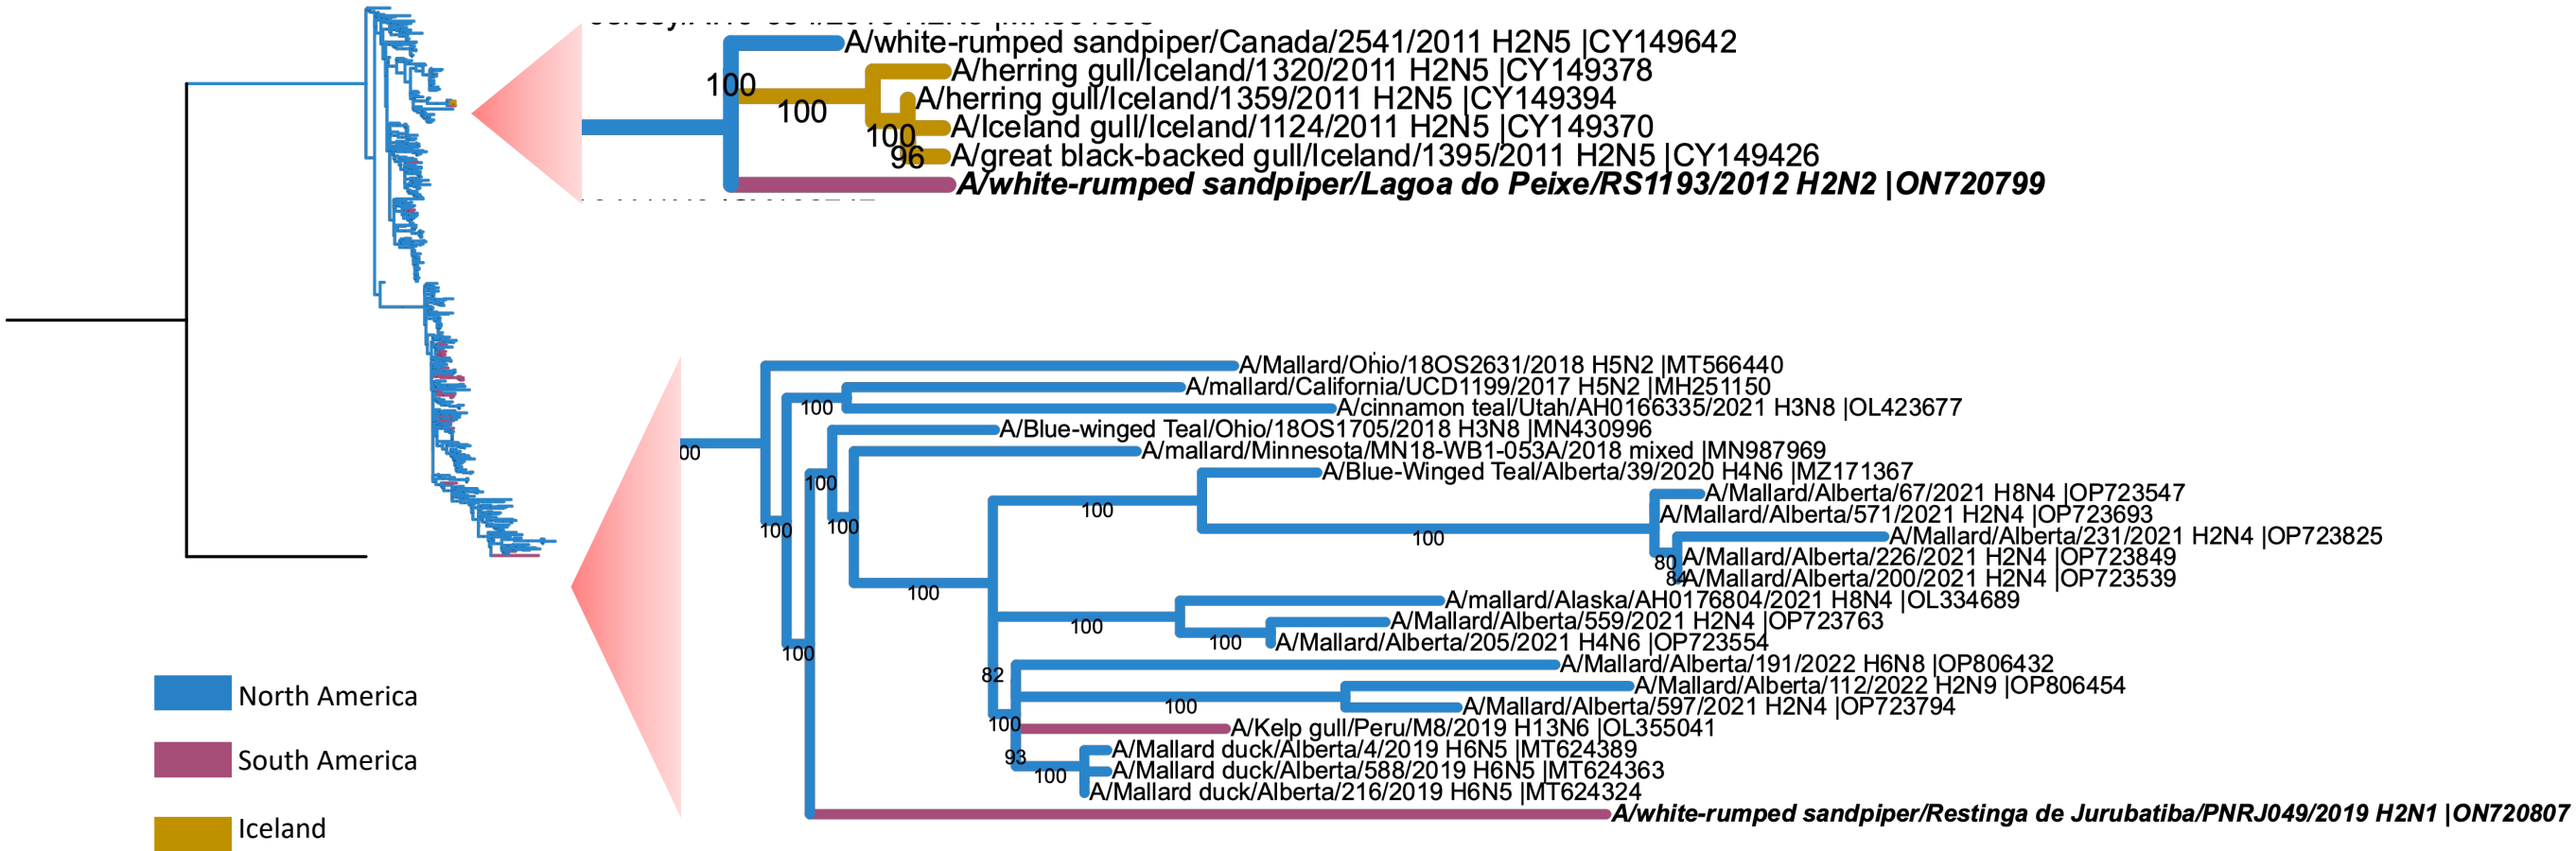 A/white-rumped sandpiper/Canada/2541/2011 H2N5 |CY149642
A/herring gull/Iceland/1320/2011 H2N5 |CY149378
100
A/herring gull/Iceland/1359/2011 H2N5 |CY149394
100
A/Iceland gull/Iceland/1124/2011 H2N5 |CY149370
100
A/great black-backed gull/Iceland/1395/2011 H2N5 |CY149426
96
A/white-rumped sandpiper/Lagoa do Peixe/RS1193/2012 H2N2 |ON720799
A/Mallard/Ohio/18OS2631/2018 H5N2 |MT566440
A/mallard/California/UCD1199/2017 H5N2 |MH251150
100
A/cinnamon teal/Utah/AH0166335/2021 H3N8 |OL423677
A/Blue-winged Teal/Ohio/18OS1705/2018 H3N8 |MN430996
00
A/mallard/Minnesota/MN18-WB1-053A/2018 mixed |MN987969
A/Blue-Winged Teal/Alberta/39/2020 H4N6 |MZ171367
100
A/Mallard/Alberta/67/2021 H8N4 |OP723547
100
A/Mallard/Alberta/571/2021 H2N4 |OP723693
100
100
A/Mallard/Alberta/231/2021 H2N4 |OP723825
100
A/Mallard/Alberta/226/2021 H2N4 |OP723849
80
A/Mallard/Alberta/200/2021 H2N4 |OP723539
84
100
A/mallard/Alaska/AH0176804/2021 H8N4 |OL334689
A/Mallard/Alberta/559/2021 H2N4 |OP723763
100
A/Mallard/Alberta/205/2021 H4N6 |OP723554
100
100
A/Mallard/Alberta/191/2022 H6N8 |OP806432
82
A/Mallard/Alberta/112/2022 H2N9 |OP806454
A/Mallard/Alberta/597/2021 H2N4 |OP723794
100
100
A/Kelp gull/Peru/M8/2019 H13N6 |OL355041
A/Mallard duck/Alberta/4/2019 H6N5 |MT624389
93
A/Mallard duck/Alberta/588/2019 H6N5 |MT624363
100
A/Mallard duck/Alberta/216/2019 H6N5 |MT624324
A/white-rumped sandpiper/Restinga de Jurubatiba/PNRJ049/2019 H2N1 |ON720807
North America
South America
Iceland